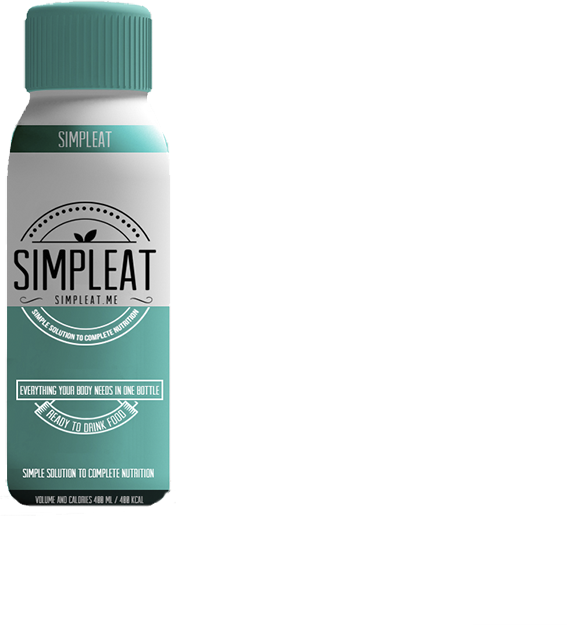 SIMPLEAT
SIMPLEAT
SIMPLEAT.ME
SIMPLE SOLUTION TO COMPLETE NUTRITION
EVERYTHING YOUR BODY NEEDS IN ONE BOTTLE
READY TO DRINK FOOD
SIMPLE SOLUTION TO COMPLETE NUTRITION
VOLUME AND CALORIES 400 ML / 400 KCAL